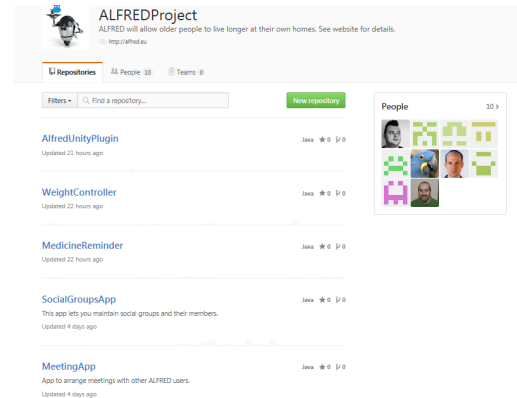 ALFREDProject
ALFRED will allow older people to live longer at their own homes. See website for details.
http://alfred.eu
Repositories People 10 Teams 0
Filters Find a repository... New repository
People 10 >
AlfredUnityPlugin Java 0 0
Updated 21 hours ago
WeightController Java 0 0
Updated 22 hours ago
MedicineReminder Java 0 0
Updated 22 hours ago
SocialGroupsApp Java 0 0
This app lets you maintain social groups and their members.
Updated 4 days ago
MeetingApp Java 0 0
App to arrange meetings with other ALFRED users.
Updated 4 days ago